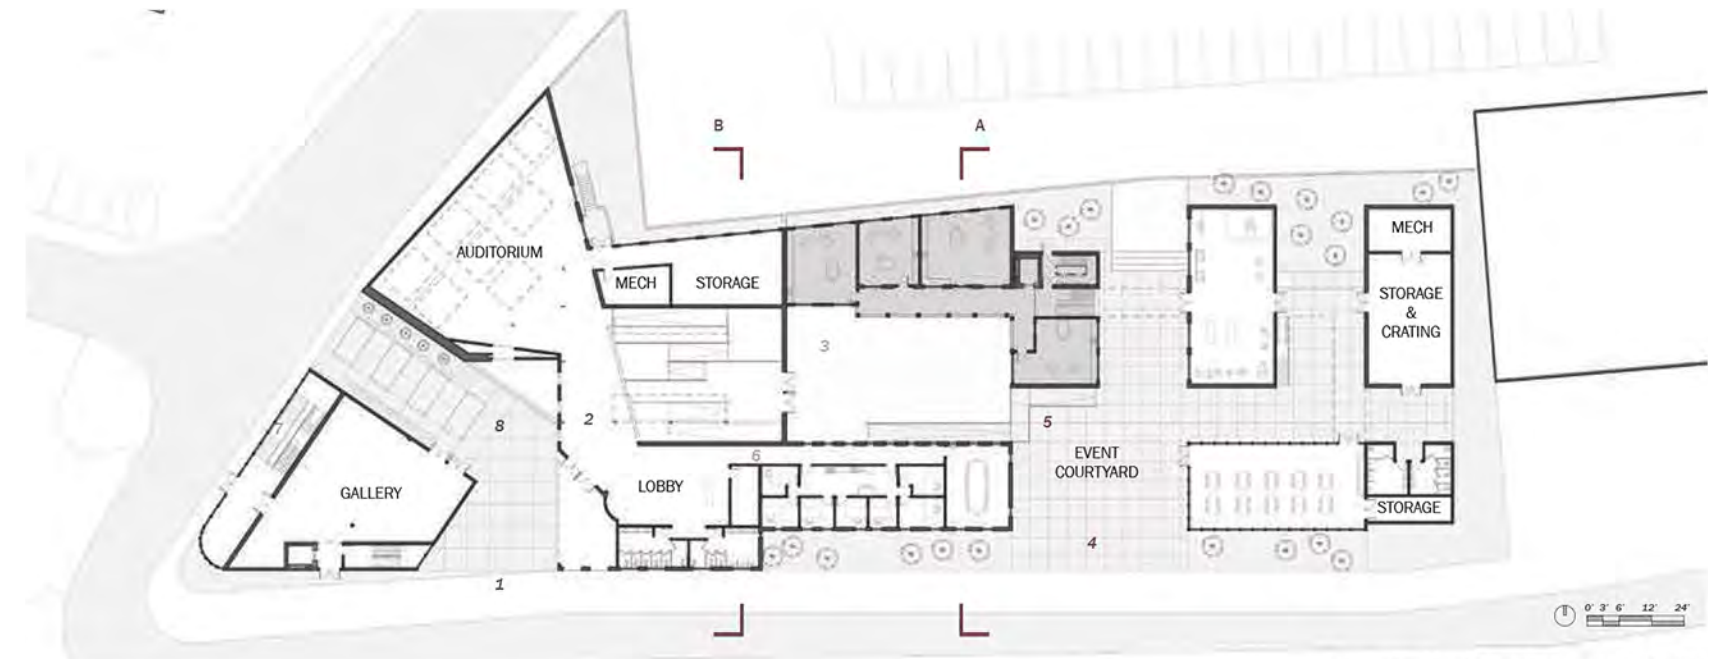 B
A
AUDITORIUM
MECH
STORAGE
MECH
STORAGE
&
CRATING
3
2
8
7
5
6
EVENT
COURTYARD
LOBBY
GALLERY
STORAGE
4
1
0' 3' 6' 12' 24'